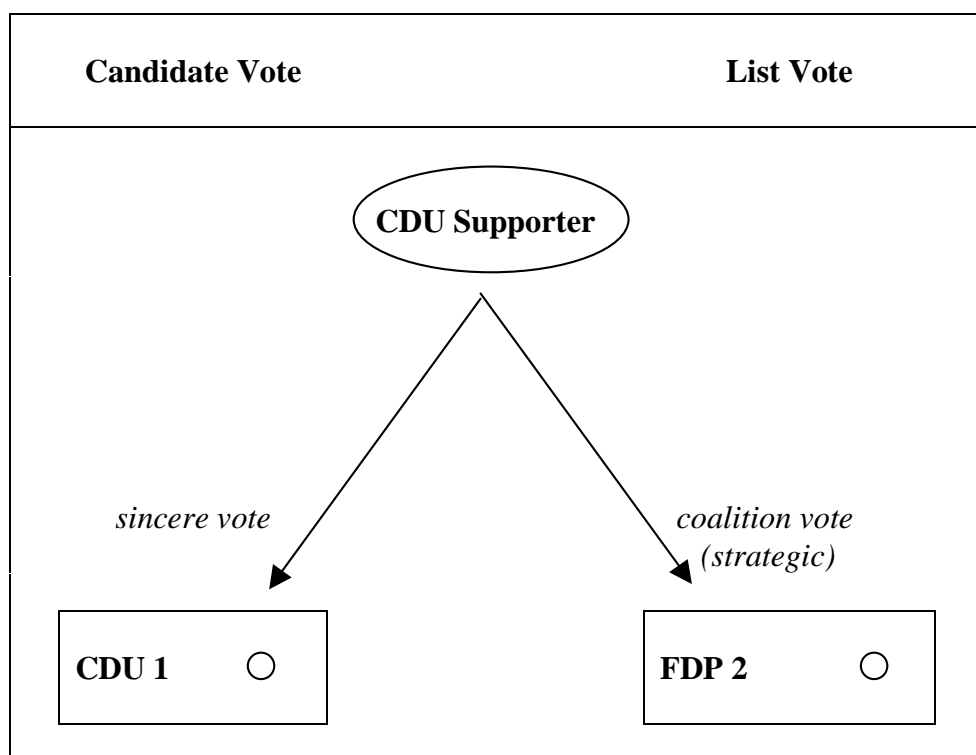 Candidate Vote
List Vote
CDU Supporter
sincere vote
coalition vote
(strategic)
CDU 1
FDP 2